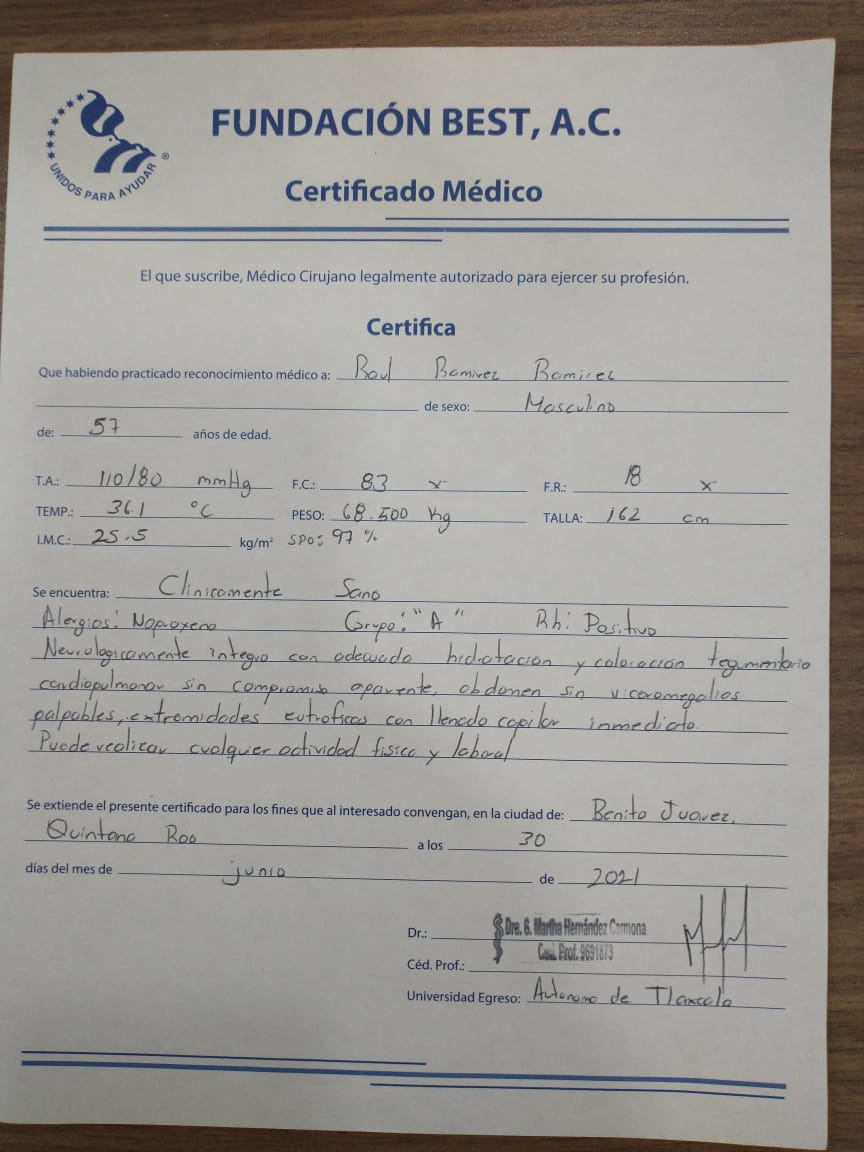 UNIDOS PARA AYUDAR ®
FUNDACIÓN BEST, A.C.
Certificado Médico
El que suscribe, Médico Cirujano legalmente autorizado para ejercer su profesión.
Certifica
Que habiendo practicado reconocimiento médico a: Raul Ramirez Ramirez
de sexo: Masculino
de: 57 años de edad.
T.A.: 110/80 mmHg F.C.: 83 x' F.R.: 18 x'
TEMP.: 36.1 °C PESO: 68.500 Kg TALLA: 162 cm
I.M.C.: 25.5 kg/m² SPO: 97 %
Se encuentra: Clinicamente Sano
Alergias: Naproxeno Grupo: "A" Rh: Positivo
Neurologicamente integro con adecuada hidratacion y coloración tegumentaria
cardiopulmonar sin compromiso aparente, abdomen sin viceromegalias
palpables, extremidades eutroficas con llenado capilar inmediato.
Puede realizar cualquier actividad fisica y laboral
Se extiende el presente certificado para los fines que al interesado convengan, en la ciudad de: Benito Juarez,
Quintana Roo a los 30
días del mes de junio de 2021
Dr.: Dra. G. Martha Hernández Carmona
Céd. Prof.: Ced. Prof. 9691873
Universidad Egreso: Autonoma de Tlaxcala